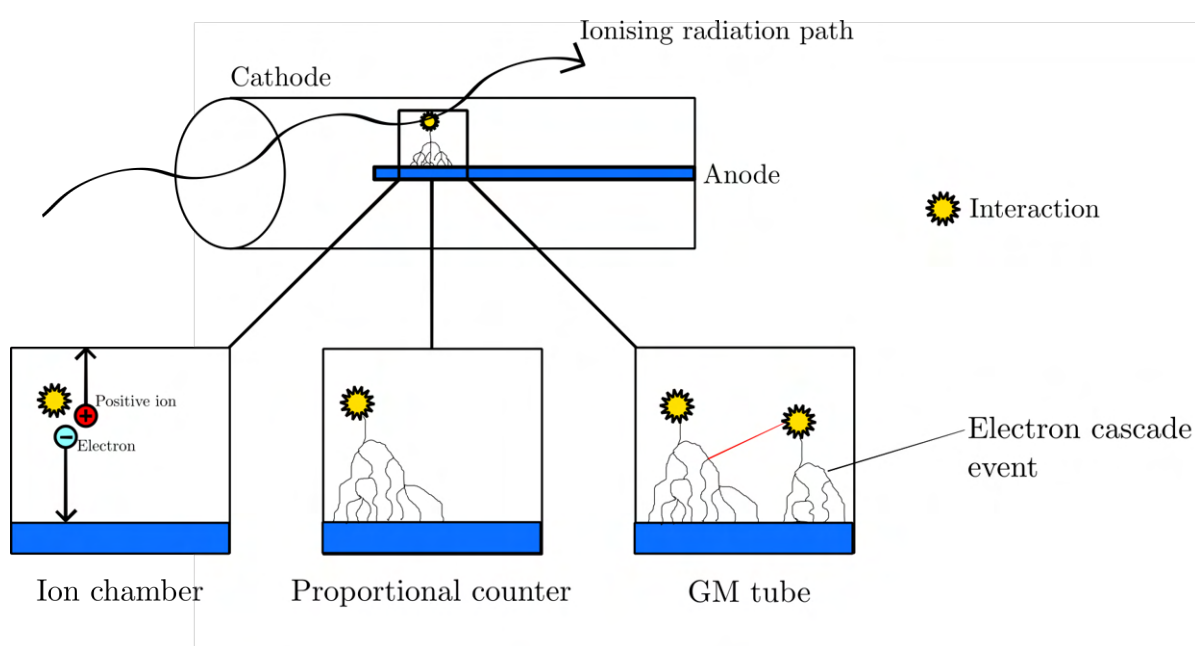 Ionising radiation path
Cathode
Anode
Interaction
Positive ion
+
−
Electron
Electron cascade
event
Ion chamber
Proportional counter
GM tube